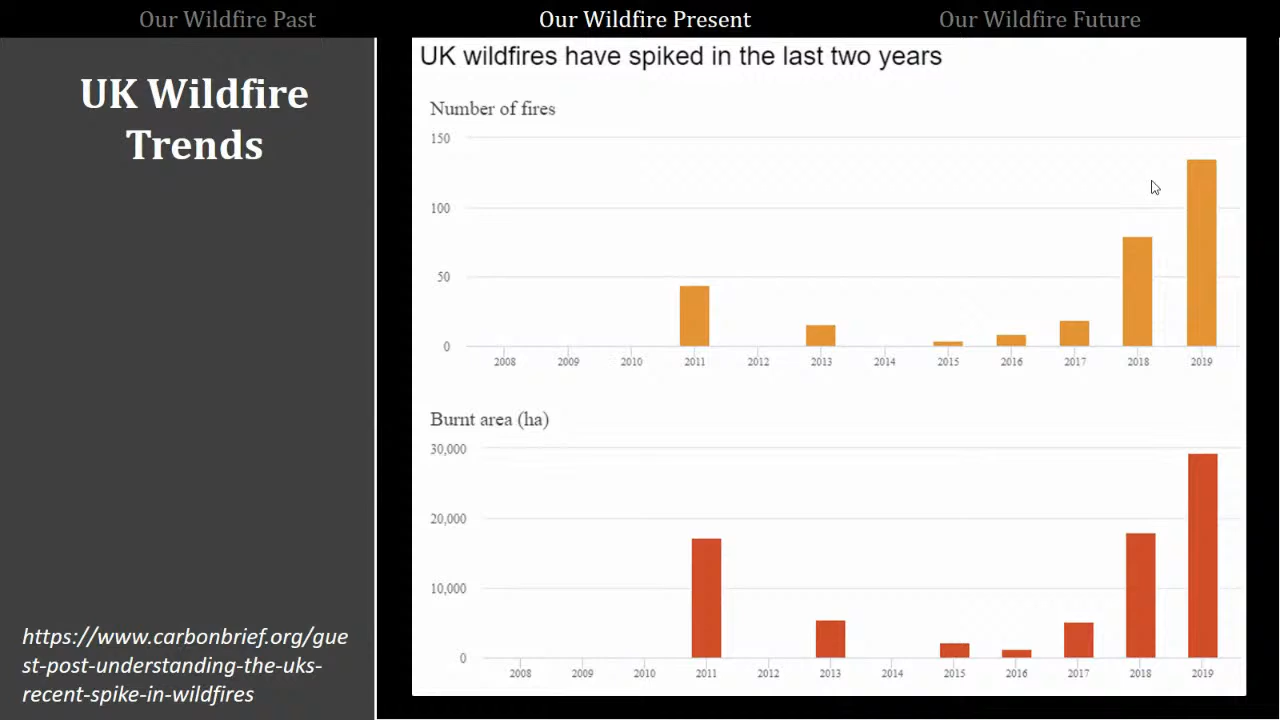 Our Wildfire Past
Our Wildfire Present
Our Wildfire Future
UK Wildfire
Trends
https://www.carbonbrief.org/gue
st-post-understanding-the-uks-
recent-spike-in-wildfires
UK wildfires have spiked in the last two years
Number of fires
150
100
50
0
2008 2009 2010 2011 2012 2013 2014 2015 2016 2017 2018 2019
Burnt area (ha)
30,000
20,000
10,000
0
2008 2009 2010 2011 2012 2013 2014 2015 2016 2017 2018 2019